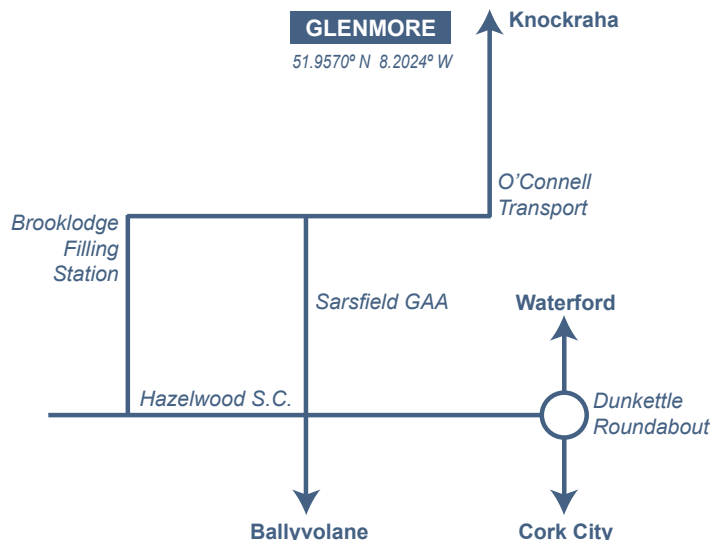 GLENMORE
51.9570º N 8.2024º W
Knockraha
O’Connell
Transport
Brooklodge
Filling
Station
Sarsfield GAA
Waterford
Hazelwood S.C.
Dunkettle
Roundabout
Ballyvolane
Cork City